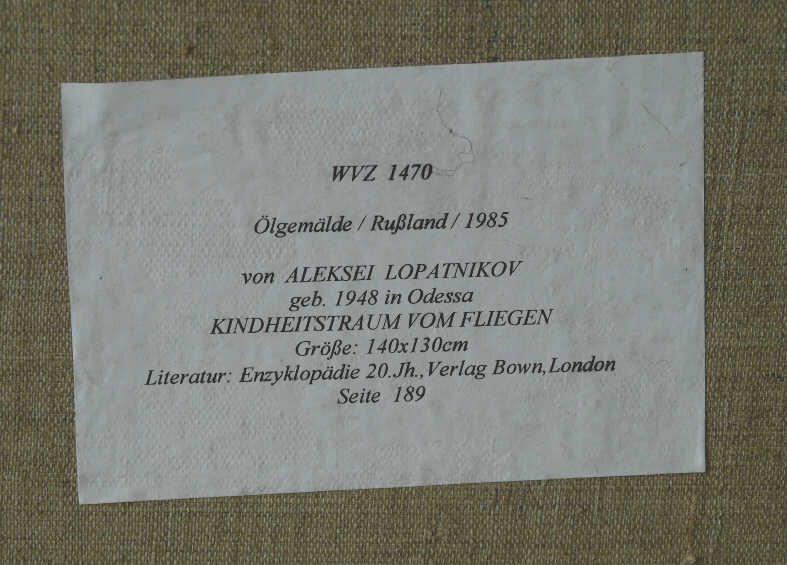 WVZ 1470
Ölgemälde / Rußland / 1985
von ALEKSEI LOPATNIKOV
geb. 1948 in Odessa
KINDHEITSTRAUM VOM FLIEGEN
Größe: 140x130cm
Literatur: Enzyklopädie 20.Jh.,Verlag Bown,London
Seite 189